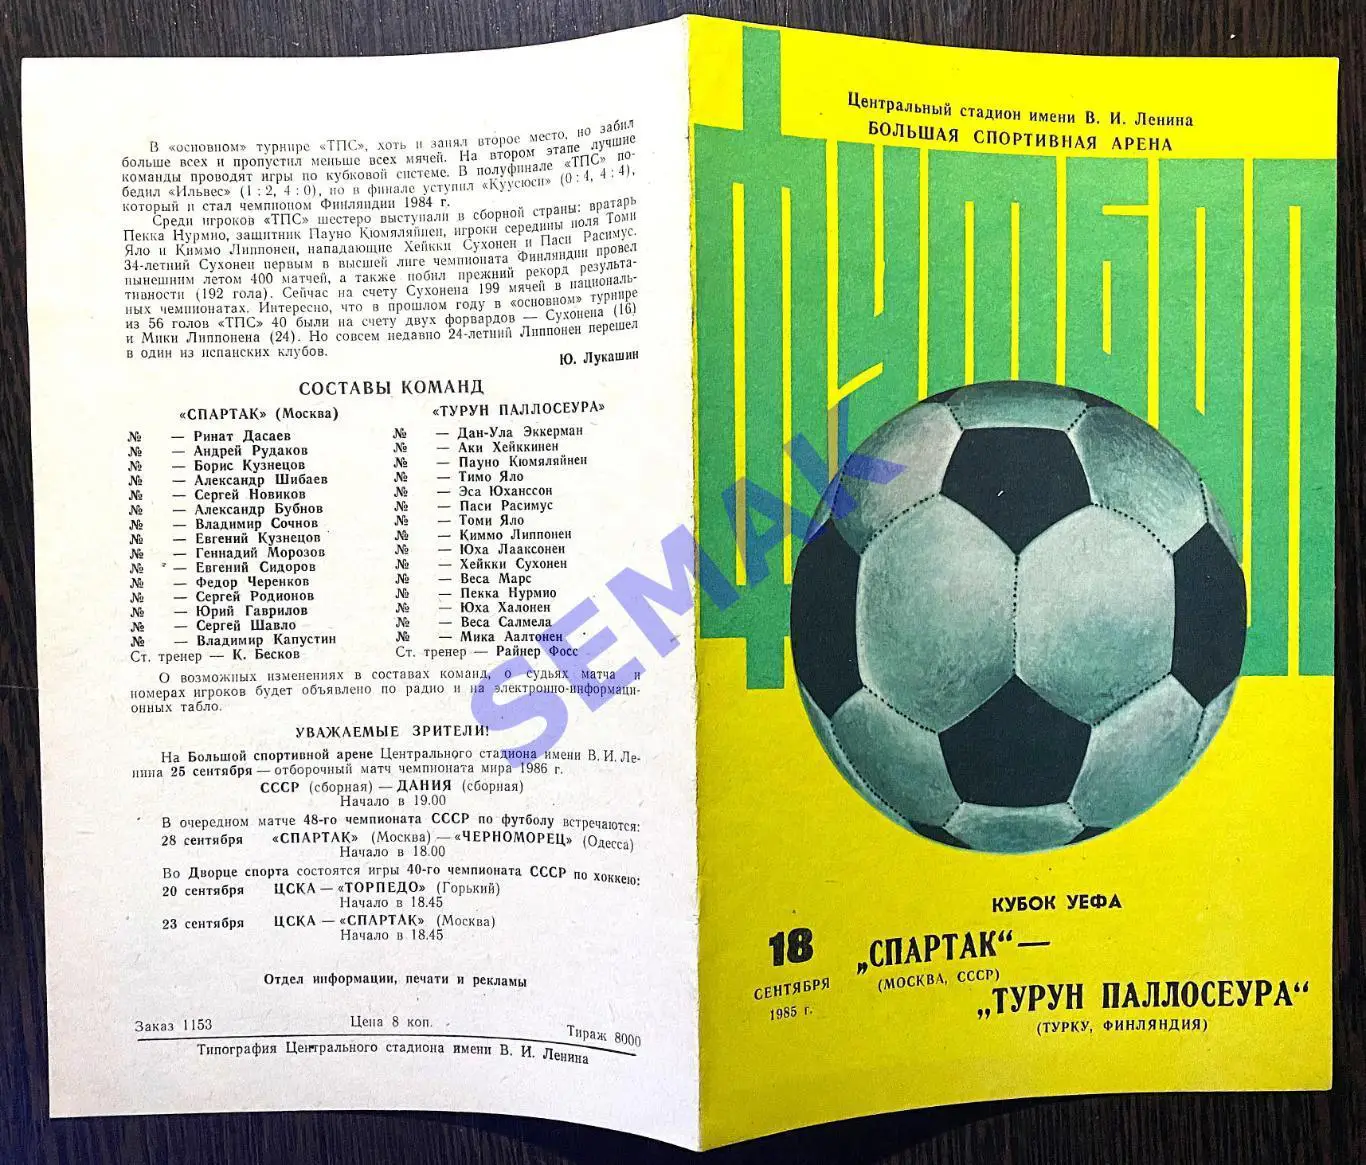 В «основном» турнире «ТПС», хоть и занял второе место, но забил
больше всех и пропустил меньше всех мячей. На втором этапе лучшие
команды проводят игры по кубковой системе. В полуфинале «ТПС» по-
бедил «Ильвес» (1 : 2, 4 : 0), но в финале уступил «Куусюси» (0 : 4, 4 : 4),
который и стал чемпионом Финляндии 1984 г.
Среди игроков «ТПС» шестеро выступали в сборной страны: вратарь
Пекка Нурмио, защитник Пауно Кюмяляйнен, игроки середины поля Томи
Яло и Киммо Липпонен, нападающие Хейкки Сухонен и Паси Расимус.
34-летний Сухонен первым в высшей лиге чемпионата Финляндии провел
нынешним летом 400 матчей, а также побил прежний рекорд результа-
тивности (192 гола). Сейчас на счету Сухонена 199 мячей в националь-
ных чемпионатах. Интересно, что в прошлом году в «основном» турнире
из 56 голов «ТПС» 40 были на счету двух форвардов — Сухонена (16)
и Мики Липпонена (24). Но совсем недавно 24-летний Липпонен перешел
в один из испанских клубов.
Ю. Лукашин
СОСТАВЫ КОМАНД
«СПАРТАК» (Москва)
№ — Ринат Дасаев
№ — Андрей Рудаков
№ — Борис Кузнецов
№ — Александр Шибаев
№ — Сергей Новиков
№ — Александр Бубнов
№ — Владимир Сочнов
№ — Евгений Кузнецов
№ — Геннадий Морозов
№ — Евгений Сидоров
№ — Федор Черенков
№ — Сергей Родионов
№ — Юрий Гаврилов
№ — Сергей Шавло
№ — Владимир Капустин
Ст. тренер — К. Бесков
«ТУРУН ПАЛЛОСЕУРА»
№ — Дан-Ула Эккерман
№ — Аки Хейккинен
№ — Пауно Кюмяляйнен
№ — Тимо Яло
№ — Эса Юханссон
№ — Паси Расимус
№ — Томи Яло
№ — Киммо Липпонен
№ — Юха Лааксонен
№ — Хейкки Сухонен
№ — Веса Марс
№ — Пекка Нурмио
№ — Юха Халонен
№ — Веса Салмела
№ — Мика Аалтонен
Ст. тренер — Райнер Фосс
О возможных изменениях в составах команд, о судьях матча и
номерах игроков будет объявлено по радио и на электронно-информаци-
онных табло.
УВАЖАЕМЫЕ ЗРИТЕЛИ!
На Большой спортивной арене Центрального стадиона имени В. И. Ле-
нина 25 сентября — отборочный матч чемпионата мира 1986 г.
СССР (сборная) — ДАНИЯ (сборная)
Начало в 19.00
В очередном матче 48-го чемпионата СССР по футболу встречаются:
28 сентября «СПАРТАК» (Москва) — «ЧЕРНОМОРЕЦ» (Одесса)
Начало в 18.00
Во Дворце спорта состоятся игры 40-го чемпионата СССР по хоккею:
20 сентября ЦСКА — «ТОРПЕДО» (Горький)
Начало в 18.45
23 сентября ЦСКА — «СПАРТАК» (Москва)
Начало в 18.45
Отдел информации, печати и рекламы
Заказ 1153 Цена 8 коп. Тираж 8000
Типография Центрального стадиона имени В. И. Ленина
Центральный стадион имени В. И. Ленина
БОЛЬШАЯ СПОРТИВНАЯ АРЕНА
ФУТБОЛ
КУБОК УЕФА
18
СЕНТЯБРЯ
1985 г.
„СПАРТАК“ —
(МОСКВА, СССР)
„ТУРУН ПАЛЛОСЕУРА“
(ТУРКУ, ФИНЛЯНДИЯ)
SEMAK